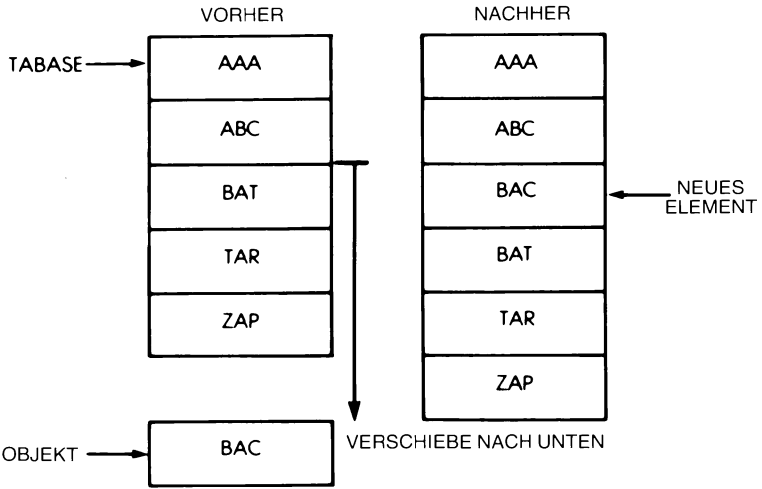 VORHER
NACHHER
TABASE
AAA
ABC
BAT
TAR
ZAP
AAA
ABC
BAC
BAT
TAR
ZAP
NEUES
ELEMENT
OBJEKT
BAC
VERSCHIEBE NACH UNTEN